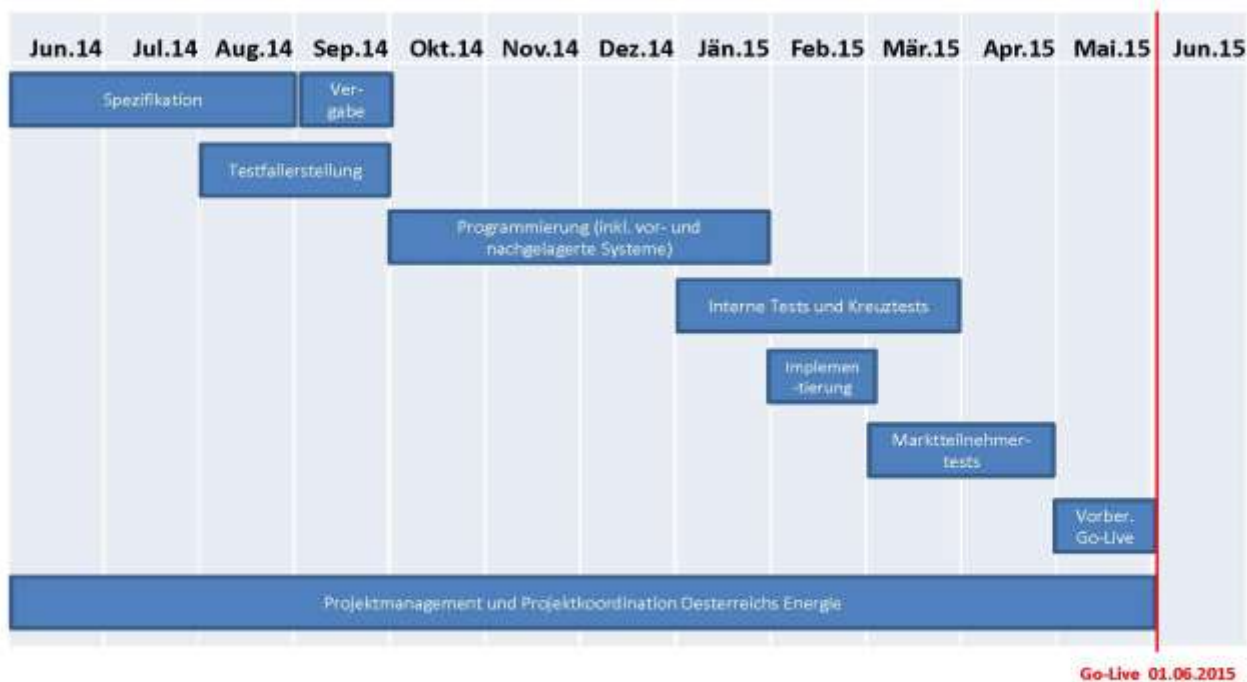 Jun.14 Jul.14 Aug.14 Sep.14 Okt.14 Nov.14 Dez.14 Jän.15 Feb.15 Mär.15 Apr.15 Mai.15 Jun.15
Spezifikation
Ver-
gabe
Testfallerstellung
Programmierung (inkl. vor- und
nachgelagerte Systeme)
Interne Tests und Kreuztests
Implemen
-tierung
Marktteilnehmer-
tests
Vorber.
Go-Live
Projektmanagement und Projektkoordination Oesterreichs Energie
Go-Live 01.06.2015